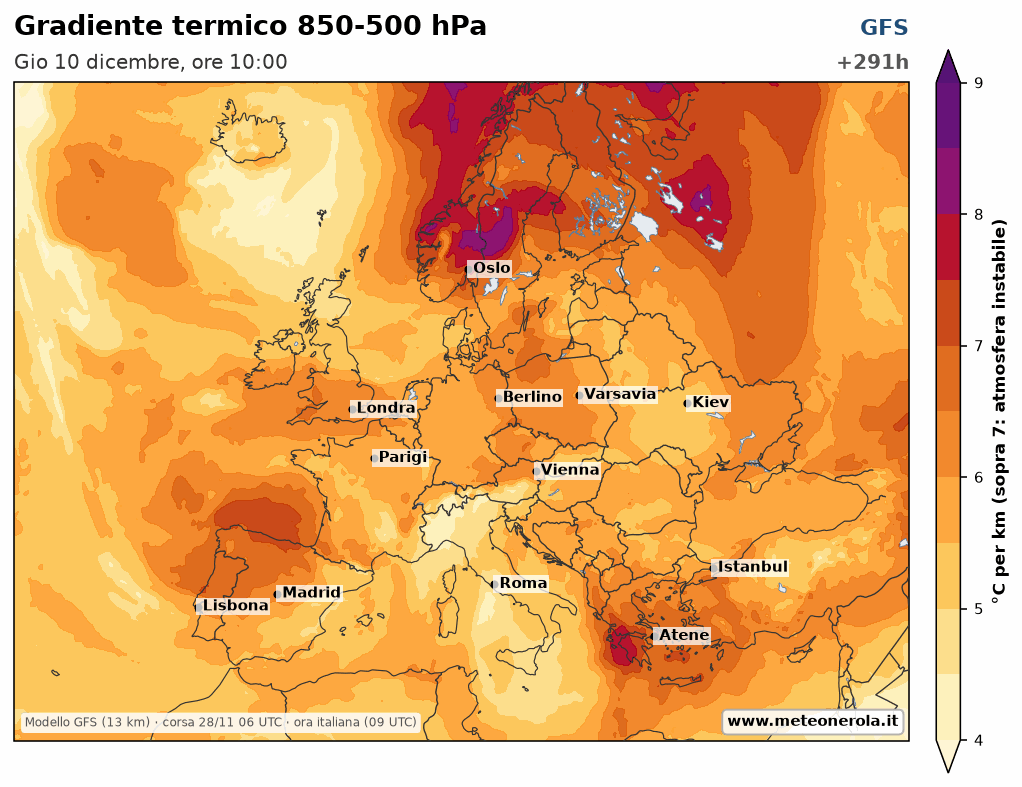 Gradiente termico 850-500 hPa
GFS
Gio 10 dicembre, ore 10:00
+291h
9
8
7
6
5
4
°C per km (sopra 7: atmosfera instabile)
Oslo
Londra
Berlino
Varsavia
Kiev
Parigi
Vienna
Istanbul
Roma
Madrid
Lisbona
Atene
Modello GFS (13 km) · corsa 28/11 06 UTC · ora italiana (09 UTC)
www.meteonerola.it